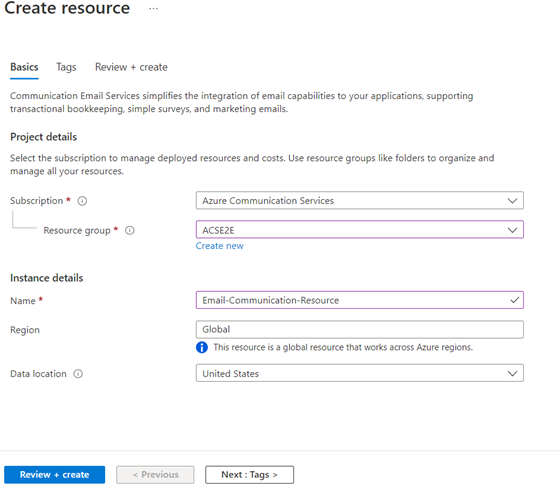 Create resource ...
Basics Tags Review + create
Communication Email Services simplifies the integration of email capabilities to your applications, supporting
transactional bookkeeping, simple surveys, and marketing emails.
Project details
Select the subscription to manage deployed resources and costs. Use resource groups like folders to organize and
manage all your resources.
Subscription * Azure Communication Services
Resource group * ACSE2E
Create new
Instance details
Name * Email-Communication-Resource
Region Global
This resource is a global resource that works across Azure regions.
Data location United States
Review + create < Previous Next : Tags >